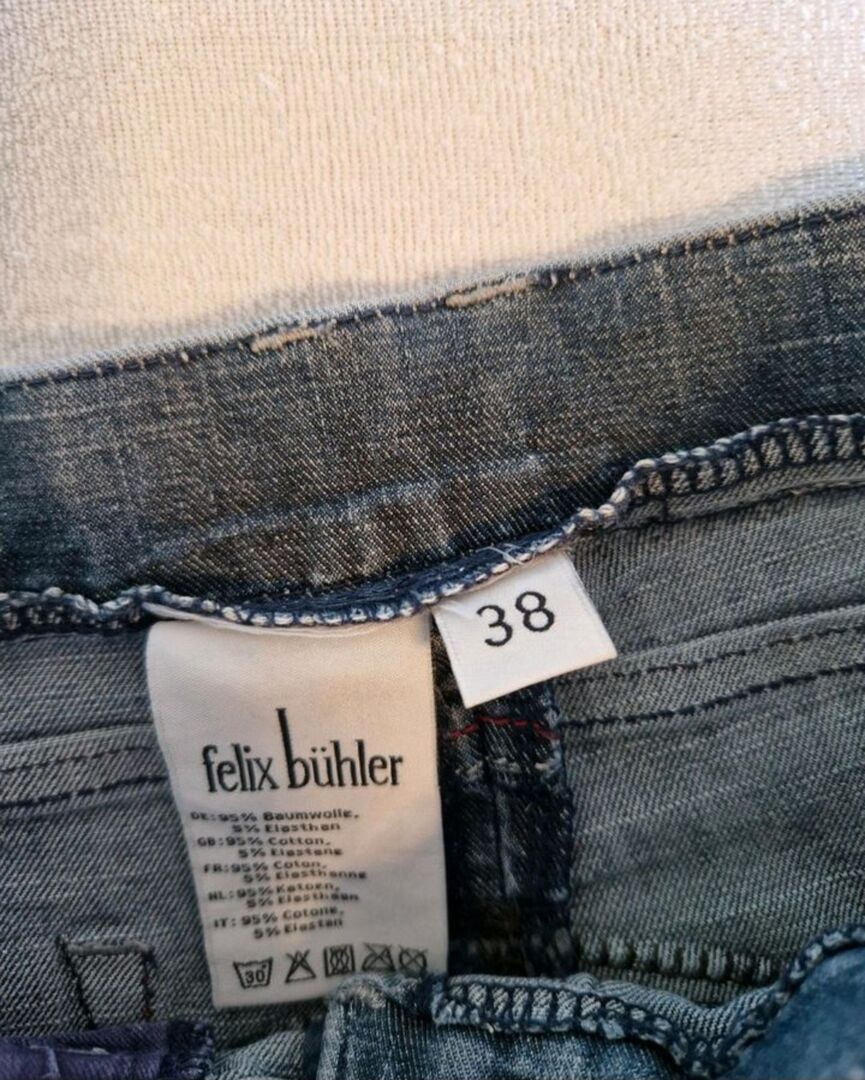 38
felix bühler
DE: 95% Baumwolle,
5% Elasthan
GB: 95% Cotton,
5% Elastane
FR: 95% Coton,
5% Elasthanne
NL: 95% Katoen,
5% Elasthaan
IT: 95% Cotone,
5% Elastan
30